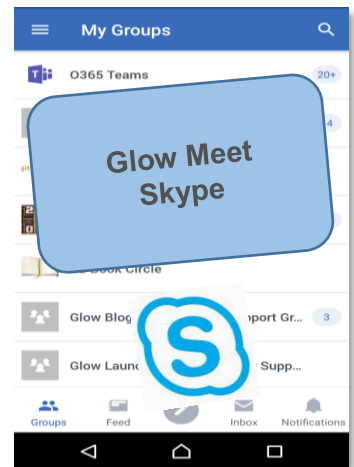 My Groups
O365 Teams
20+
4
Glow Meet
Skype
Book Circle
Glow Blog
port Gr...
3
Glow Laun
Supp...
Groups
Feed
Inbox
Notifications